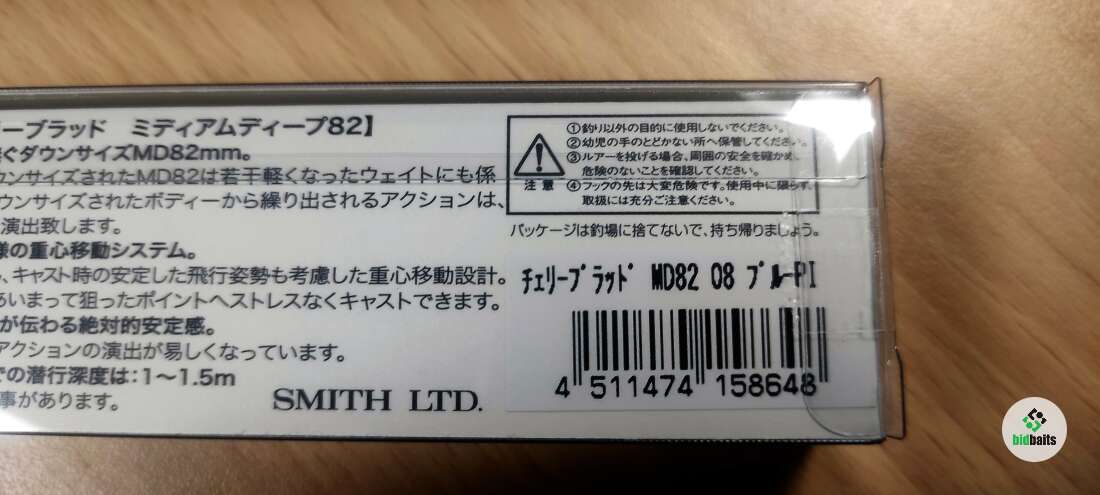 ーブラッド ミディアムディープ82】
ぐダウンサイズMD82mm。
ウンサイズされたMD82は若干軽くなったウェイトにも係
ウンサイズされたボディーから繰り出されるアクションは、
演出致します。
様の重心移動システム。
、キャスト時の安定した飛行姿勢も考慮した重心移動設計。
あいまって狙ったポイントへストレスなくキャストできます。
が伝わる絶対的安定感。
アクションの演出が易しくなっています。
での潜行深度は:1〜1.5m
事があります。
SMITH LTD.
注意
①釣り以外の目的に使用しないでください。
②幼児の手のとどかない所へ保管してください。
③ルアーを投げる場合、周囲の安全を確かめ、
危険のないことを確認してください。
④フックの先は大変危険です。使用中に限らず、
取扱には充分ご注意ください。
パッケージは釣場に捨てないで、持ち帰りましょう。
チェリーブラッド MD82 08 ブルーPI
4 511474 158648
bidbaits